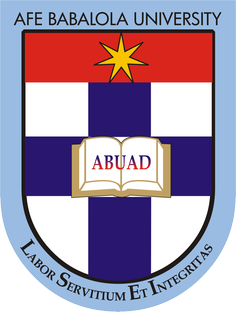 AFE BABALOLA UNIVERSITY
ABUAD
LABOR SERVITIUM ET INTEGRITAS